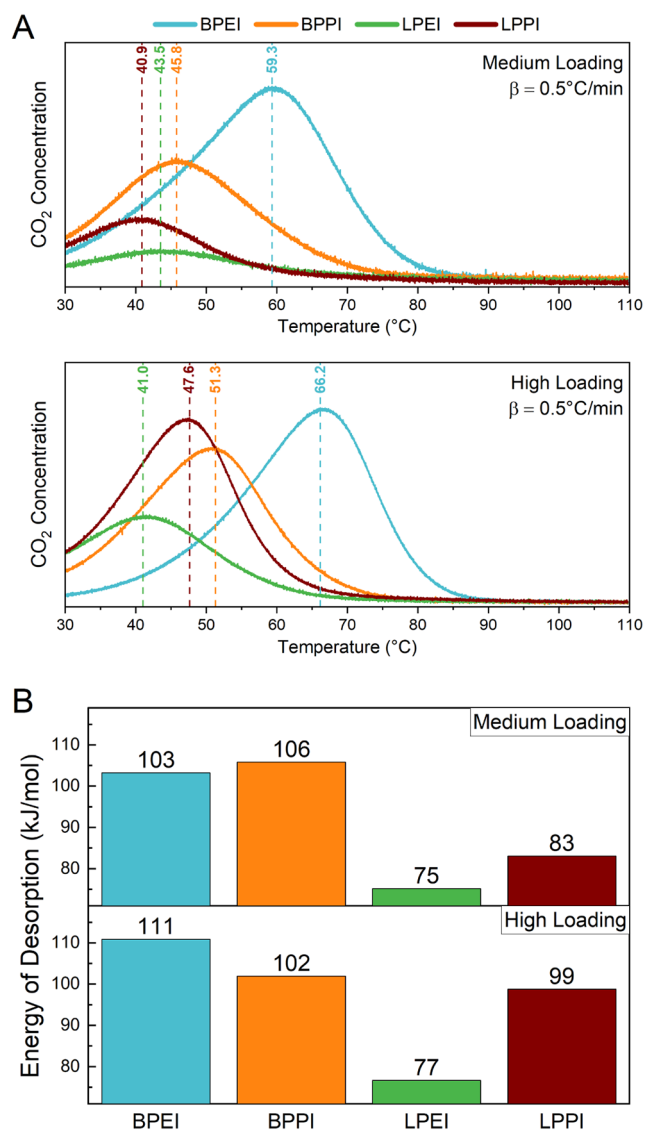 A
BPEI BPPI LPEI LPPI
40.9 43.5 45.8 59.3
Medium Loading
β = 0.5°C/min
CO₂ Concentration
30 40 50 60 70 80 90 100 110
Temperature (°C)
41.0 47.6 51.3 66.2
High Loading
β = 0.5°C/min
CO₂ Concentration
30 40 50 60 70 80 90 100 110
Temperature (°C)
B
Energy of Desorption (kJ/mol)
Medium Loading
110
100
90
80
103 106 75 83
High Loading
110
100
90
80
111 102 77 99
BPEI BPPI LPEI LPPI